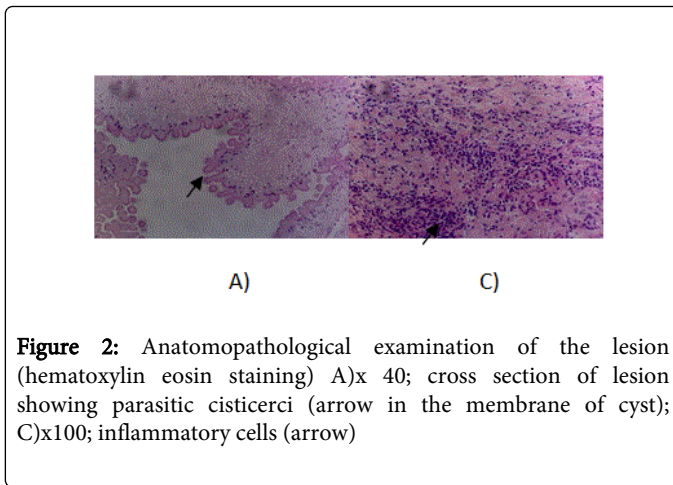 A) C)
Figure 2: Anatomopathological examination of the lesion
(hematoxylin eosin staining) A)x 40; cross section of lesion
showing parasitic cisticerci (arrow in the membrane of cyst);
C)x100; inflammatory cells (arrow)